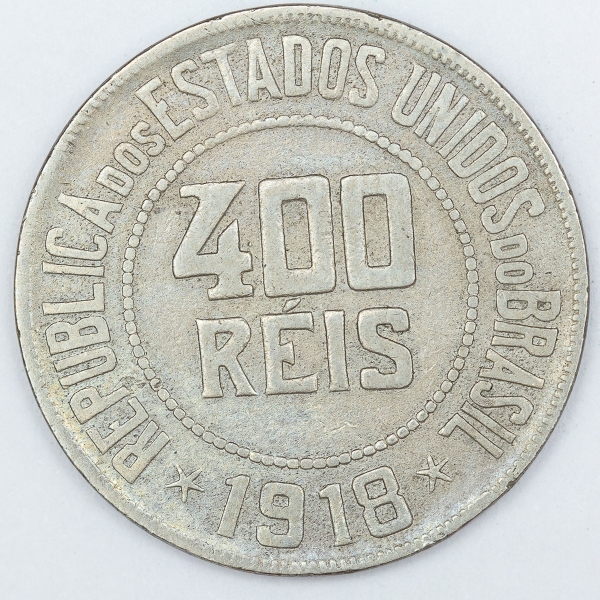 REPUBLICA DOS ESTADOS UNIDOS DO BRASIL
400
RÉIS
* 1918 *